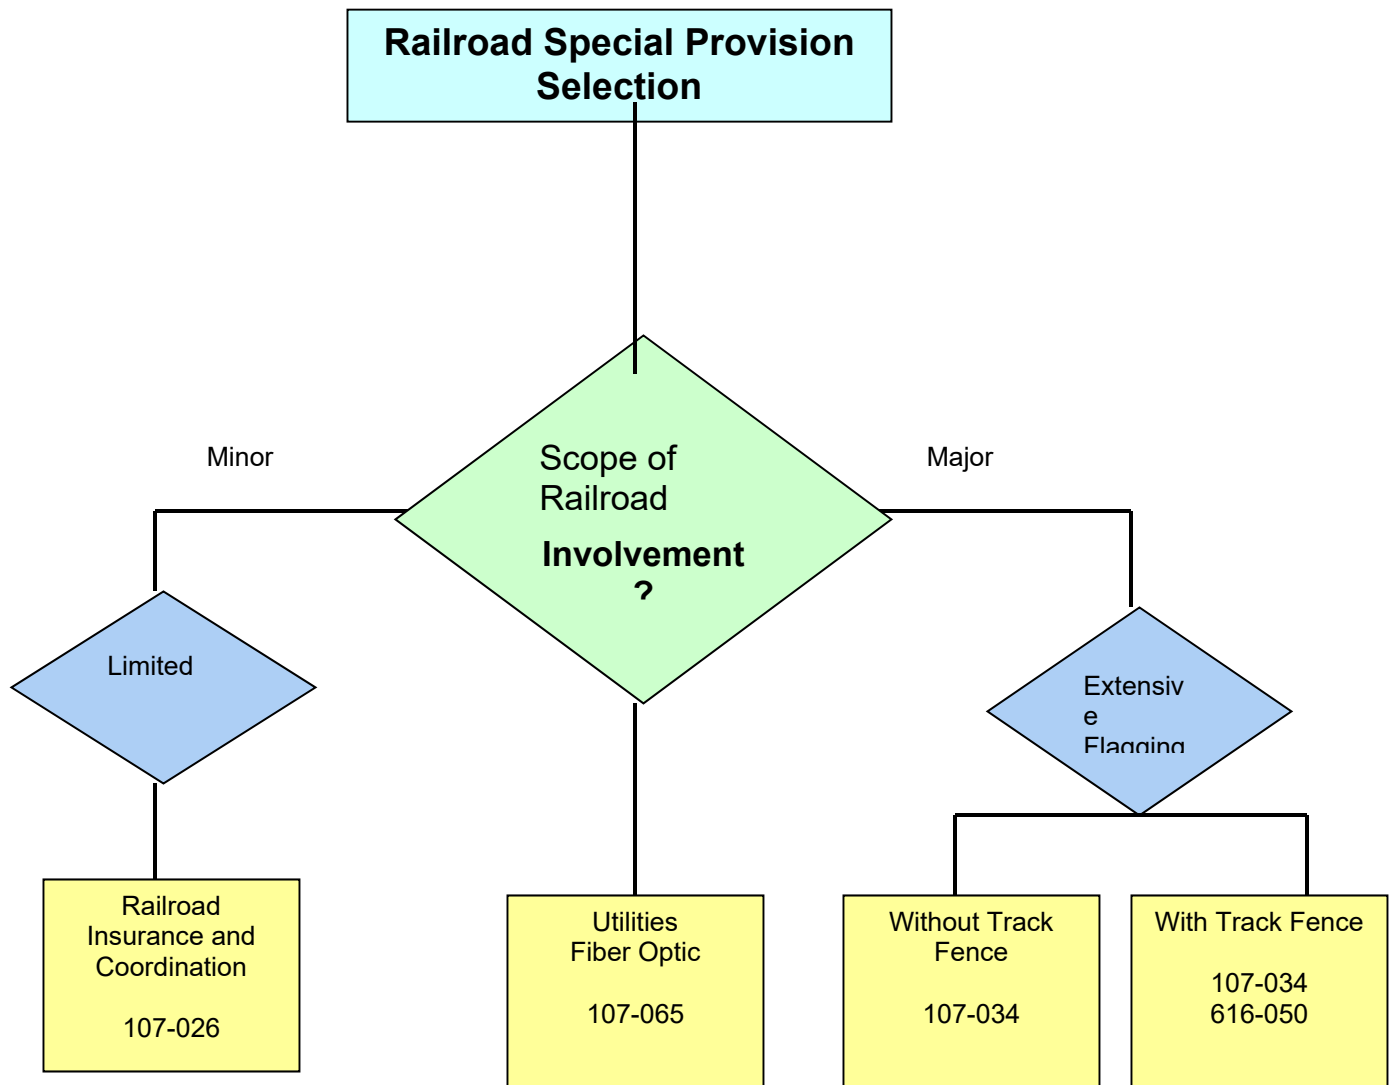 Railroad Special Provision
Selection
Minor
Major
Scope of
Railroad
Involvement
?
Limited
Extensiv
e
Flagging
Railroad
Insurance and
Coordination
107-026
Utilities
Fiber Optic
107-065
Without Track
Fence
107-034
With Track Fence
107-034
616-050